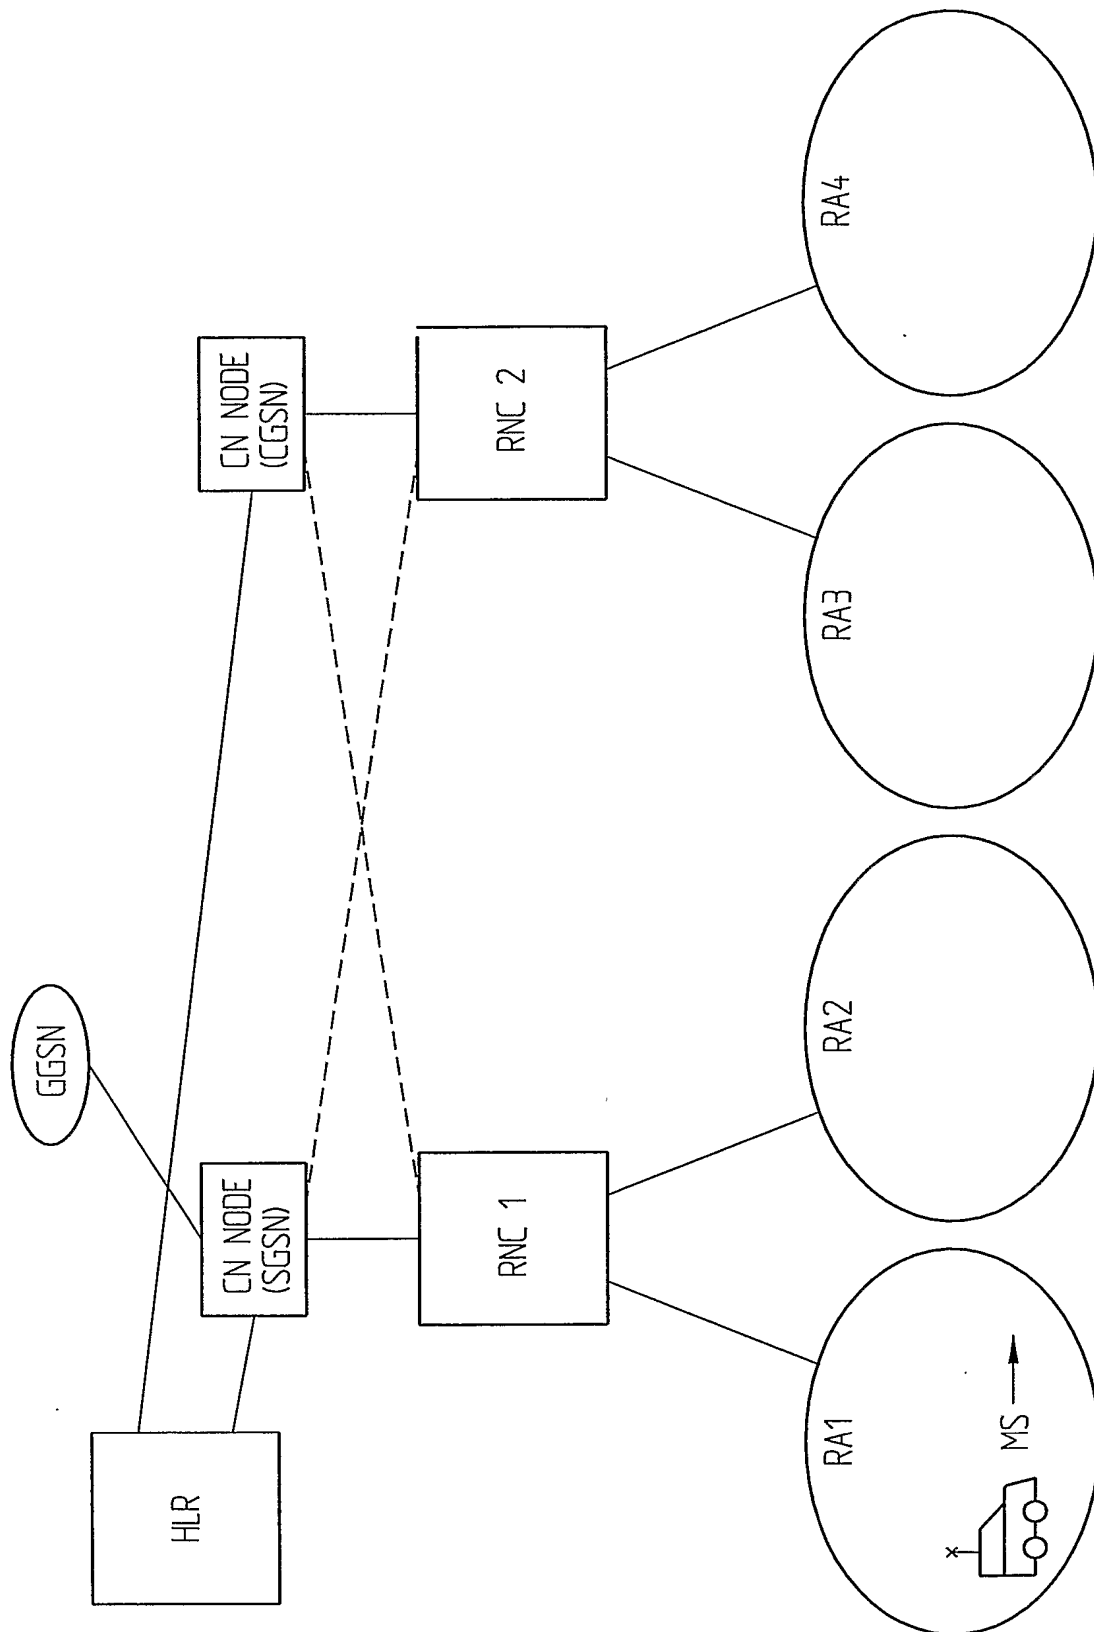 GGSN
HLR
CN NODE
(SGSN)
CN NODE
(CGSN)
RNC 1
RNC 2
RA1
RA2
RA3
RA4
MS